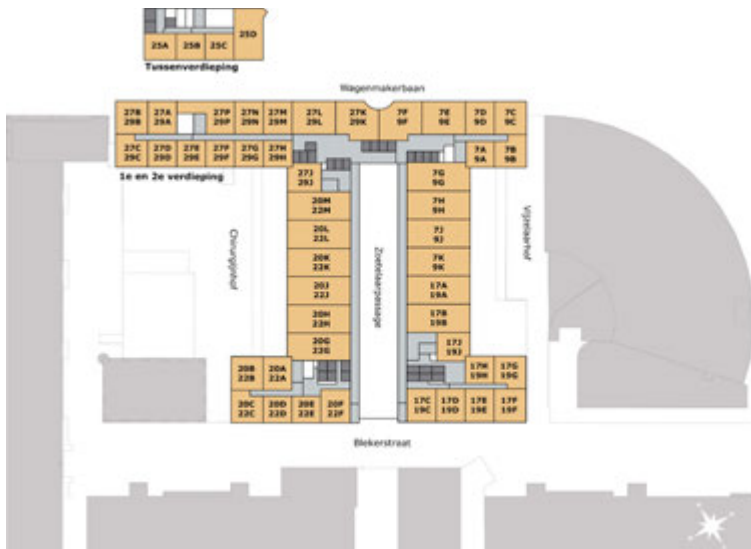 25A 25B 25C 25D
Tussenverdieping
Wagenmakerbaan
27B 27A 27P 27N 27M 27L 27K 7F 7E 7D 7C
29B 29A 29P 29N 29M 29L 29K 9F 9E 9D 9C
27C 27D 27E 27F 27G 27H 7A 7B
29C 29D 29E 29F 29G 29H 9A 9B
1e en 2e verdieping
27J 7G
29J 9G
20M 7H
22M 9H
20L 7J
22L 9J
20K 7K
22K 9K
20J 17A
22J 19A
20H 17B
22H 19B
20G 17J
22G 19J
Chirurgijnhof
Zoetelaarpassage
Vijzelaarhof
20B 20A 17H 17G
22B 22A 19H 19G
20C 20D 20E 20F 17C 17D 17E 17F
22C 22D 22E 22F 19C 19D 19E 19F
Blekerstraat